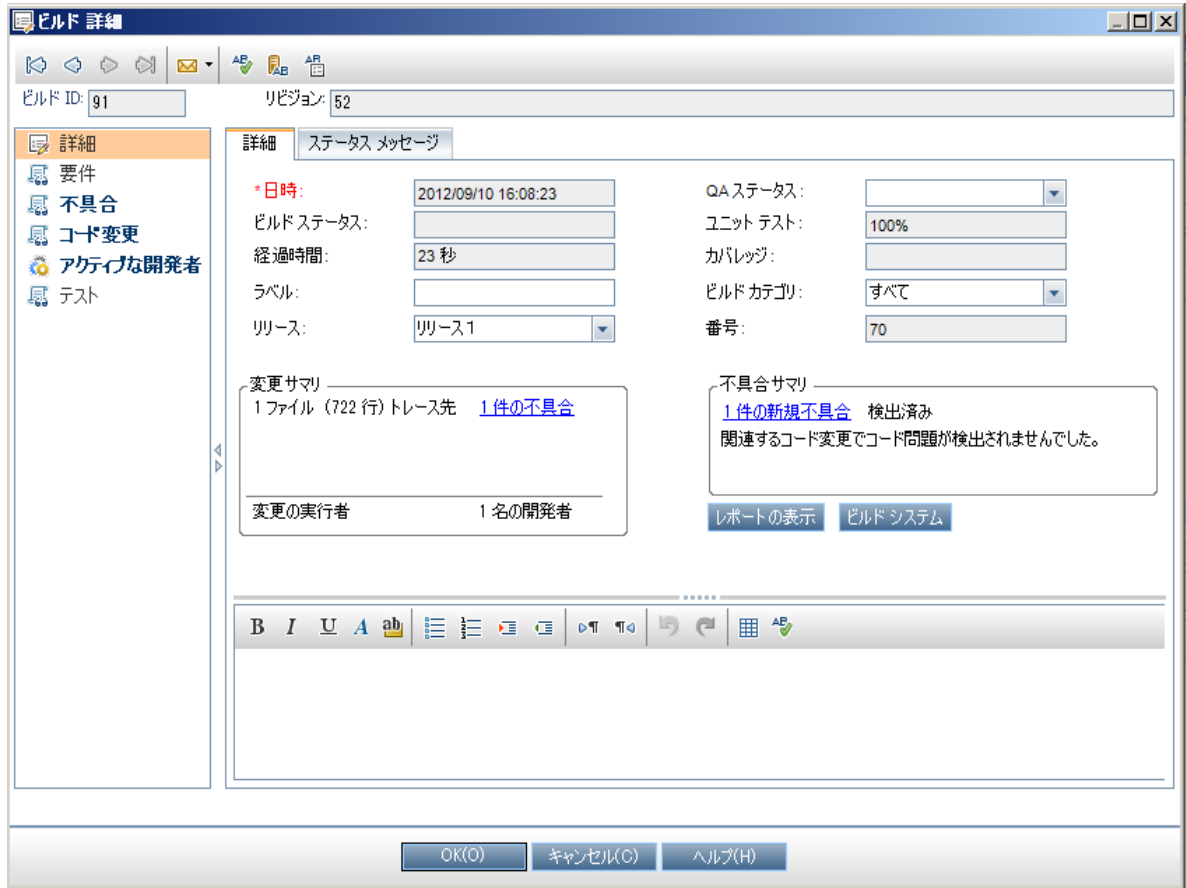 ビルド 詳細
ビルド ID: 91 リビジョン: 52
詳細
要件
不具合
コード変更
アクティブな開発者
テスト
詳細 ステータス メッセージ
*日時: 2012/09/10 16:08:23 QA ステータス:
ビルド ステータス: ユニット テスト: 100%
経過時間: 23 秒 カバレッジ:
ラベル: ビルド カテゴリ: すべて
リリース: リリース1 番号: 70
変更サマリ
1 ファイル (722 行) トレース先 1 件の不具合
変更の実行者 1 名の開発者
不具合サマリ
1 件の新規不具合 検出済み
関連するコード変更でコード問題が検出されませんでした。
レポートの表示 ビルド システム
B I U A ab
OK(O) キャンセル(C) ヘルプ(H)